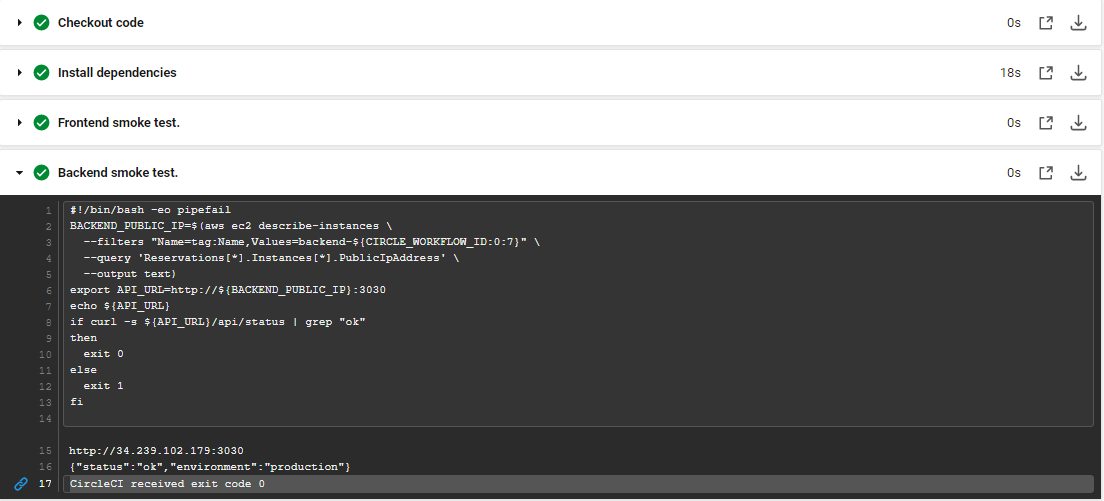 Checkout code 0s
Install dependencies 18s
Frontend smoke test. 0s
Backend smoke test. 0s
1 #!/bin/bash -eo pipefail
2 BACKEND_PUBLIC_IP=$(aws ec2 describe-instances \
3   --filters "Name=tag:Name,Values=backend-${CIRCLE_WORKFLOW_ID:0:7}" \
4   --query 'Reservations[*].Instances[*].PublicIpAddress' \
5   --output text)
6 export API_URL=http://${BACKEND_PUBLIC_IP}:3030
7 echo ${API_URL}
8 if curl -s ${API_URL}/api/status | grep "ok"
9 then
10   exit 0
11 else
12   exit 1
13 fi
14
15 http://34.239.102.179:3030
16 {"status":"ok","environment":"production"}
17 CircleCI received exit code 0